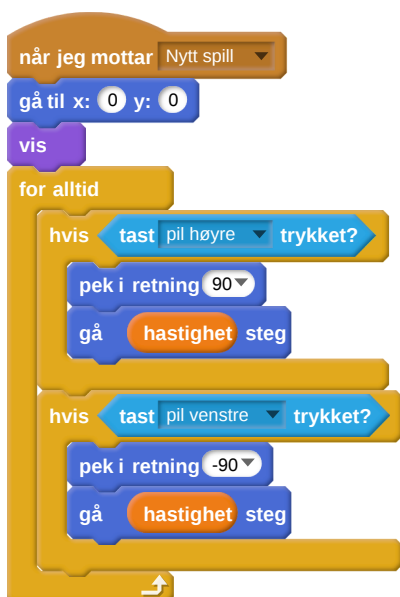 når jeg mottar Nytt spill
gå til x: 0 y: 0
vis
for alltid
hvis tast pil høyre trykket?
pek i retning 90
gå hastighet steg
hvis tast pil venstre trykket?
pek i retning -90
gå hastighet steg